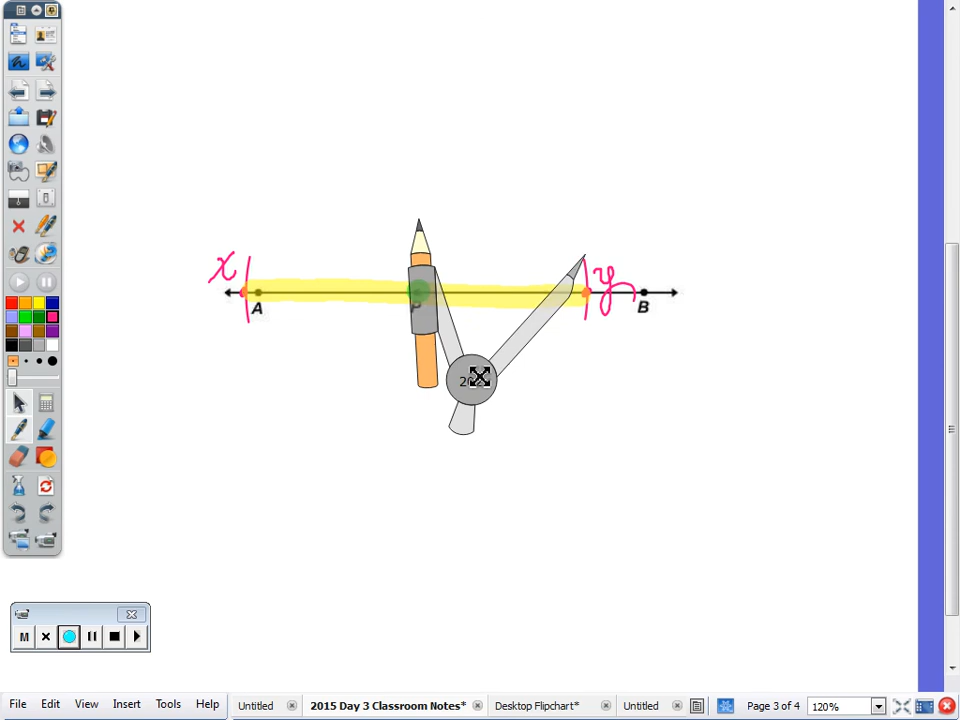 x
y
A
P
B
M
File Edit View Insert Tools Help
Untitled
2015 Day 3 Classroom Notes*
Desktop Flipchart*
Untitled
Page 3 of 4
120%